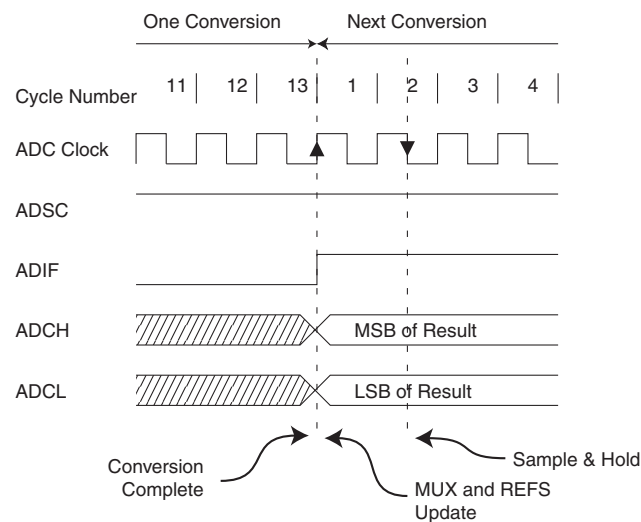 One Conversion Next Conversion
Cycle Number 11 12 13 1 2 3 4
ADC Clock
ADSC
ADIF
ADCH MSB of Result
ADCL LSB of Result
Conversion
Complete
MUX and REFS
Update
Sample & Hold